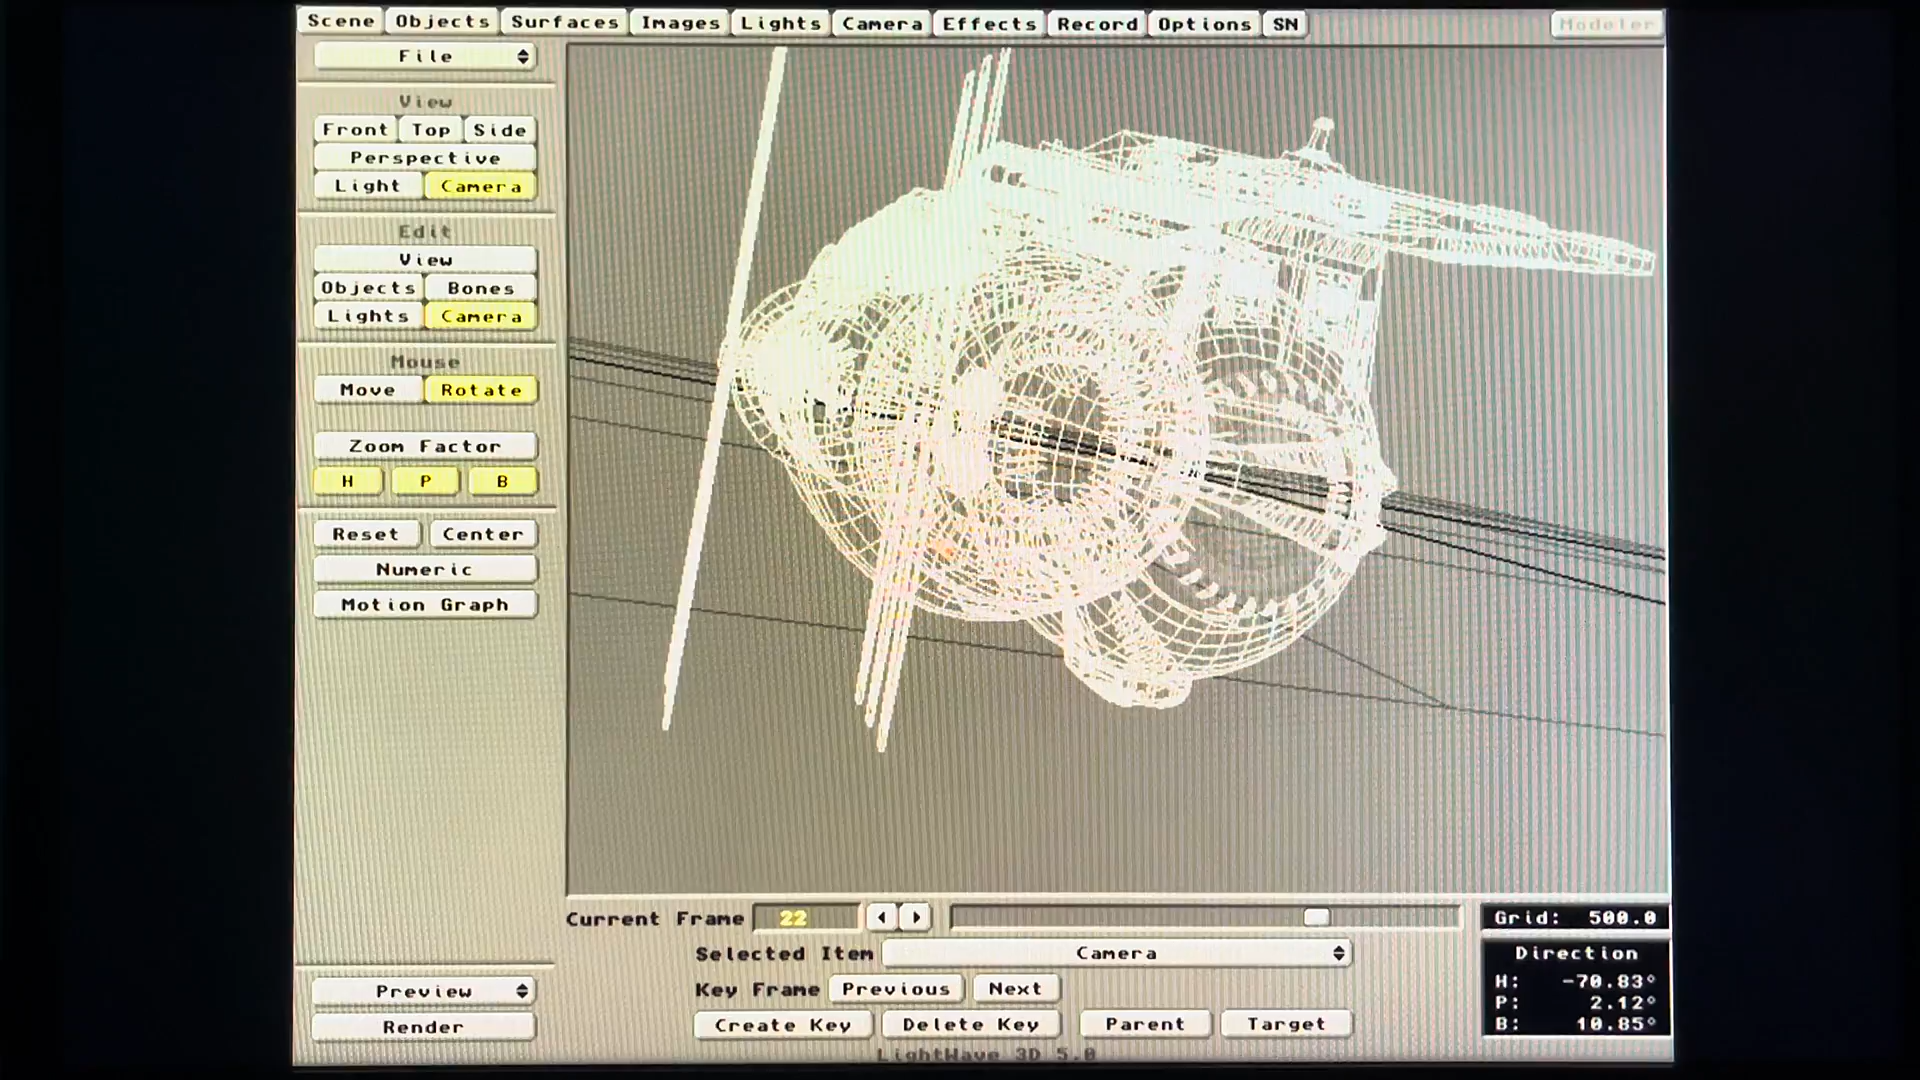 Scene Objects Surfaces Images Lights Camera Effects Record Options SN Modeler
File
View
Front Top Side
Perspective
Light Camera
Edit
View
Objects Bones
Lights Camera
Mouse
Move Rotate
Zoom Factor
H P B
Reset Center
Numeric
Motion Graph
Current Frame 22 Grid: 500.0
Selected Item Camera Direction
Preview Key Frame Previous Next H: -70.83°
P: 2.12°
Render Create Key Delete Key Parent Target B: 10.85°
LightWave 3D 5.0